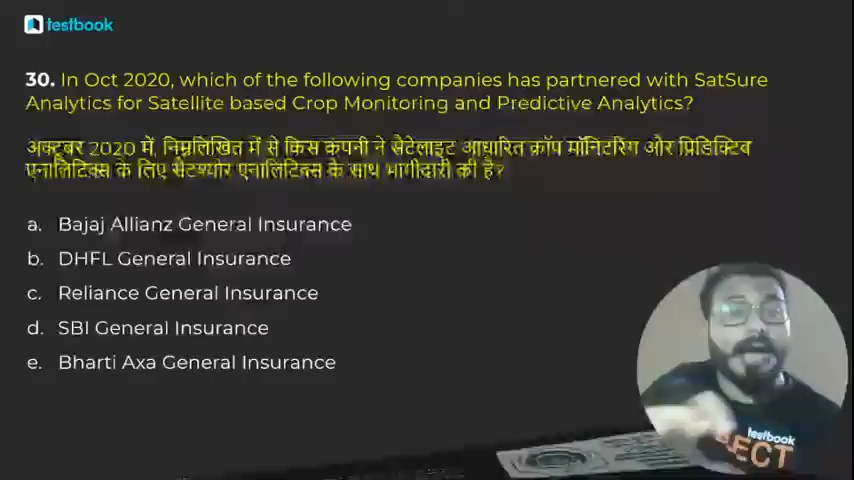 testbook
30. In Oct 2020, which of the following companies has partnered with SatSure
Analytics for Satellite based Crop Monitoring and Predictive Analytics?
अक्टूबर 2020 में, निम्नलिखित में से किस कंपनी ने सैटेलाइट आधारित क्रॉप मॉनिटरिंग और प्रिडिक्टिव
एनालिटिक्स के लिए सैटश्योर एनालिटिक्स के साथ भागीदारी की है?
a. Bajaj Allianz General Insurance
b. DHFL General Insurance
c. Reliance General Insurance
d. SBI General Insurance
e. Bharti Axa General Insurance
testbook